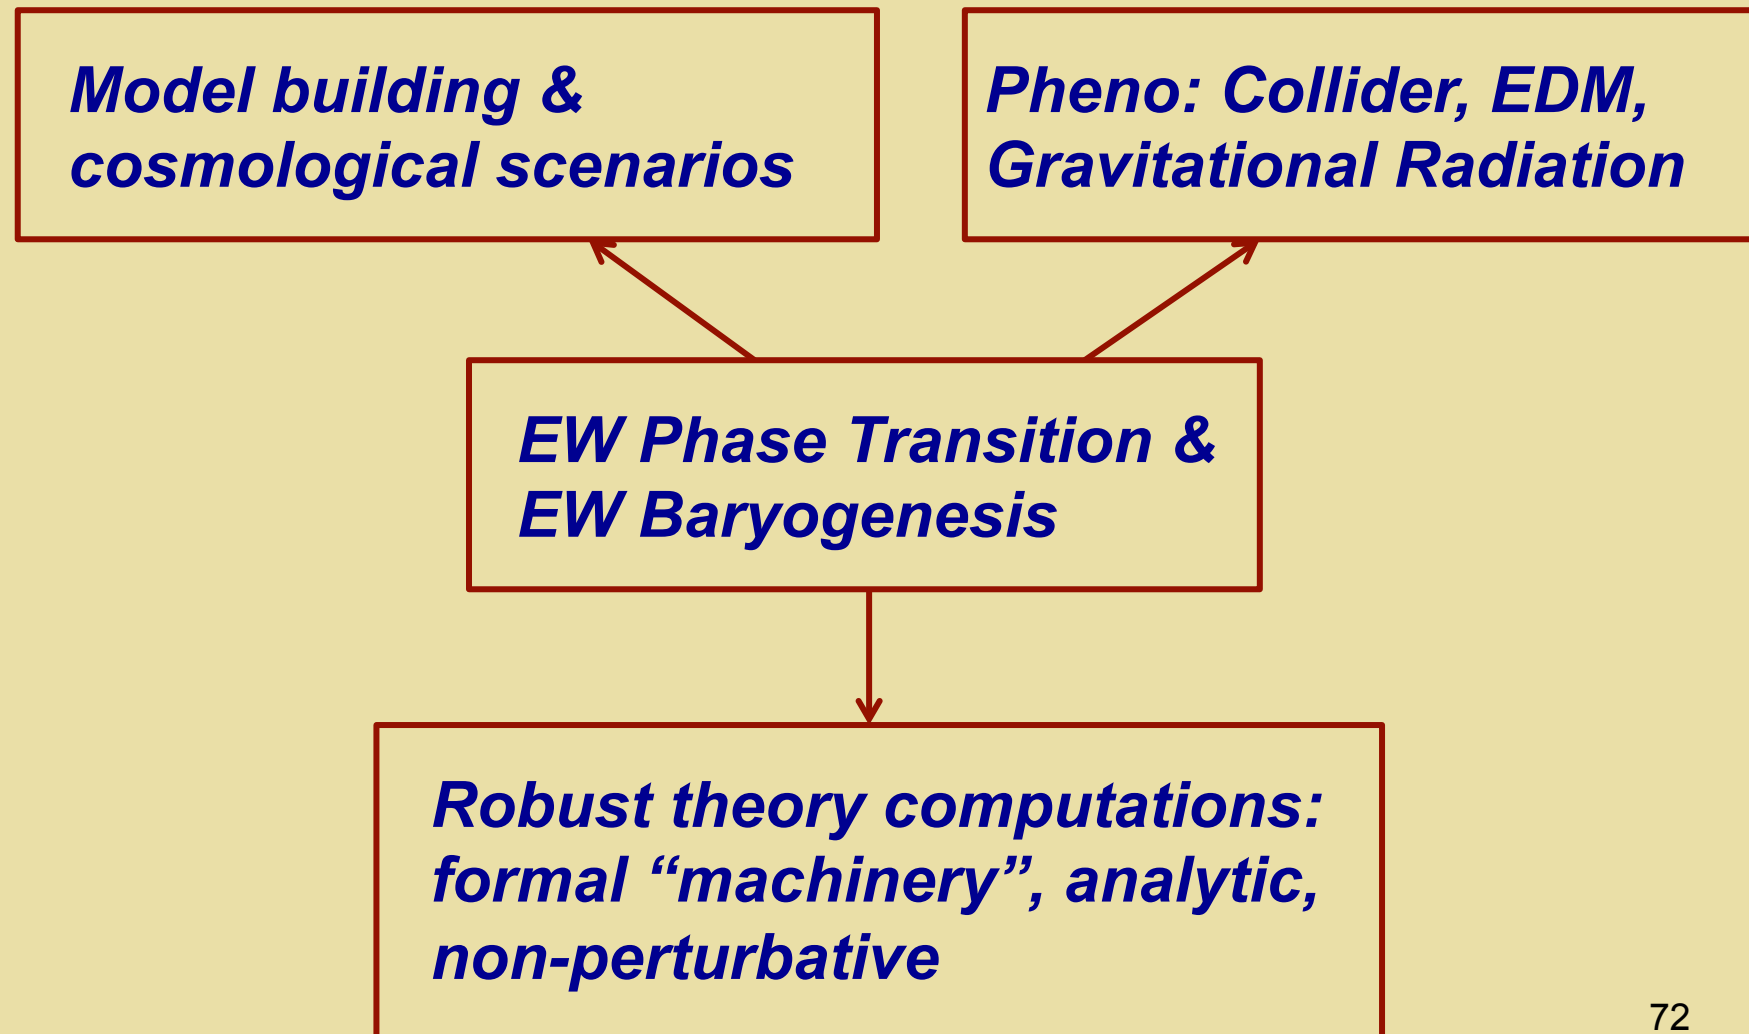 Model building &
cosmological scenarios
Pheno: Collider, EDM,
Gravitational Radiation
EW Phase Transition &
EW Baryogenesis
Robust theory computations:
formal “machinery”, analytic,
non-perturbative
72